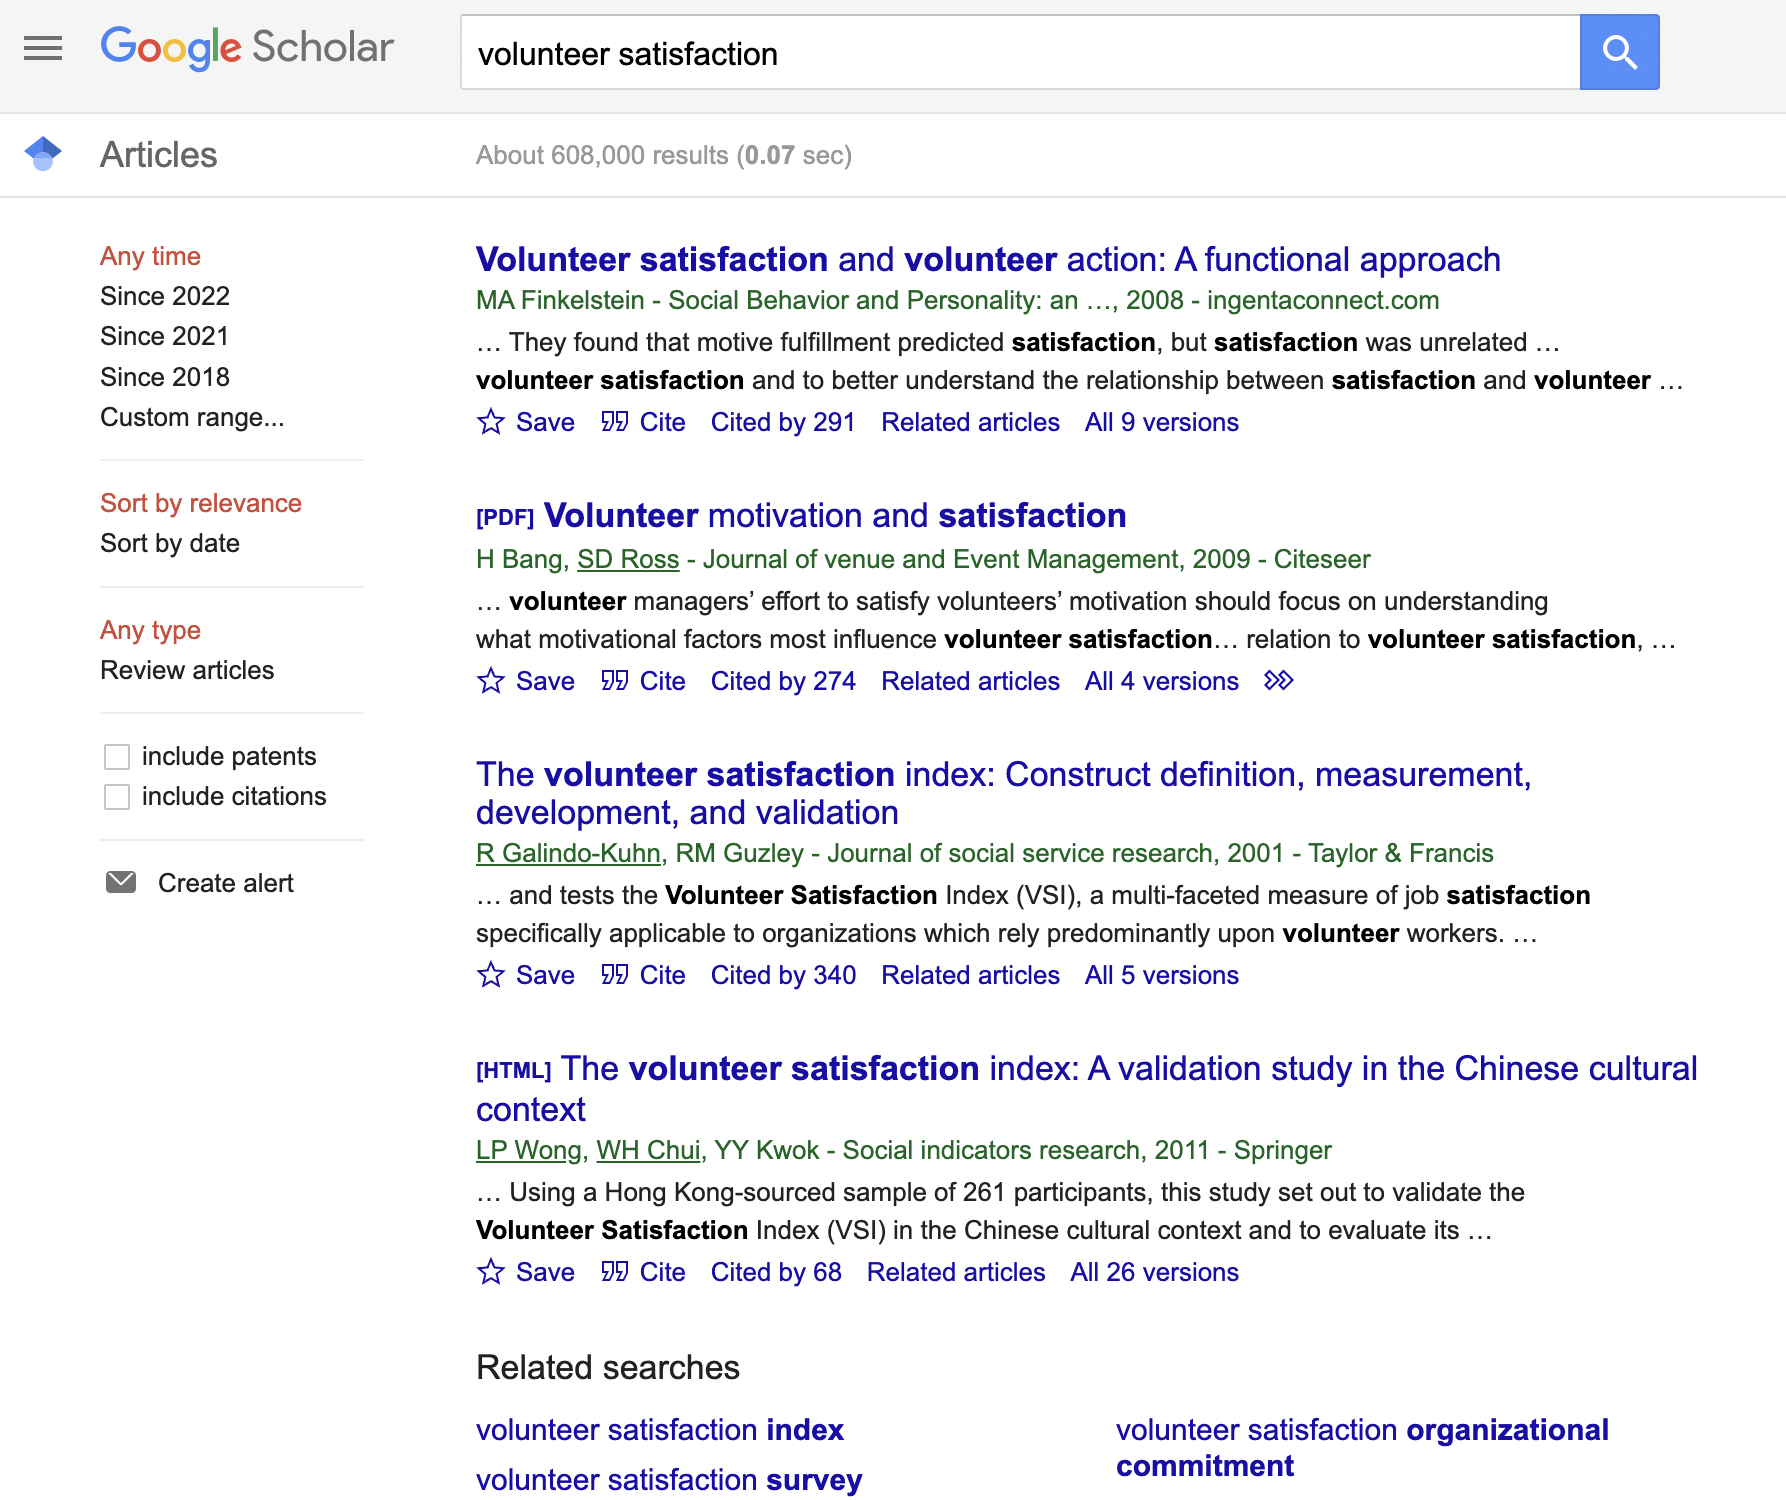 Google Scholar
volunteer satisfaction
Articles
About 608,000 results (0.07 sec)
Any time
Since 2022
Since 2021
Since 2018
Custom range...
Sort by relevance
Sort by date
Any type
Review articles
include patents
include citations
Create alert
Volunteer satisfaction and volunteer action: A functional approach
MA Finkelstein - Social Behavior and Personality: an …, 2008 - ingentaconnect.com
… They found that motive fulfillment predicted satisfaction, but satisfaction was unrelated …
volunteer satisfaction and to better understand the relationship between satisfaction and volunteer …
Save Cite Cited by 291 Related articles All 9 versions
[PDF] Volunteer motivation and satisfaction
H Bang, SD Ross - Journal of venue and Event Management, 2009 - Citeseer
… volunteer managers’ effort to satisfy volunteers’ motivation should focus on understanding
what motivational factors most influence volunteer satisfaction… relation to volunteer satisfaction, …
Save Cite Cited by 274 Related articles All 4 versions
The volunteer satisfaction index: Construct definition, measurement,
development, and validation
R Galindo-Kuhn, RM Guzley - Journal of social service research, 2001 - Taylor & Francis
… and tests the Volunteer Satisfaction Index (VSI), a multi-faceted measure of job satisfaction
specifically applicable to organizations which rely predominantly upon volunteer workers. …
Save Cite Cited by 340 Related articles All 5 versions
[HTML] The volunteer satisfaction index: A validation study in the Chinese cultural
context
LP Wong, WH Chui, YY Kwok - Social indicators research, 2011 - Springer
… Using a Hong Kong-sourced sample of 261 participants, this study set out to validate the
Volunteer Satisfaction Index (VSI) in the Chinese cultural context and to evaluate its …
Save Cite Cited by 68 Related articles All 26 versions
Related searches
volunteer satisfaction index
volunteer satisfaction survey
volunteer satisfaction organizational
commitment